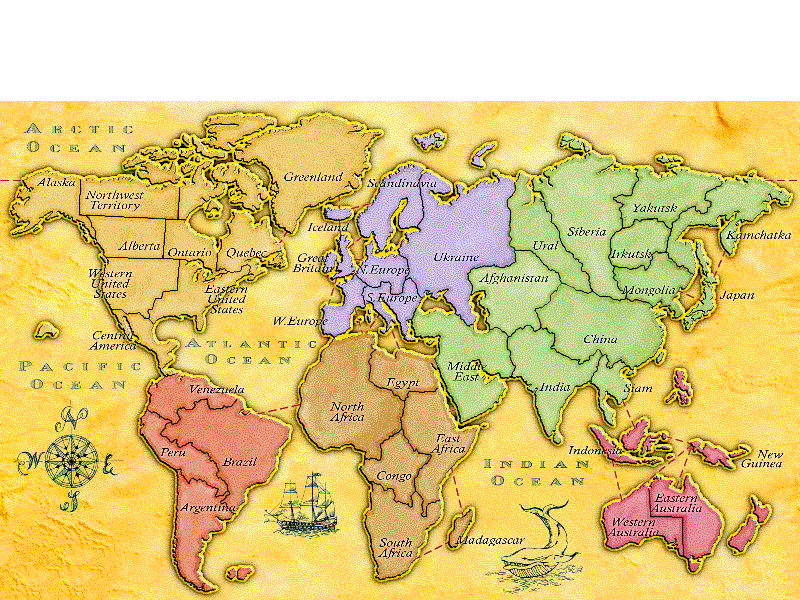 Arctic
Ocean
Alaska
Northwest
Territory
Greenland
Scandinavia
Iceland
Alberta
Ontario
Quebec
Great
Britain
N. Europe
Ukraine
Ural
Siberia
Yakutsk
Irkutsk
Kamchatka
Western
United
States
Eastern
United
States
S. Europe
W. Europe
Afghanistan
Mongolia
Japan
Central
America
Atlantic
Ocean
China
Pacific
Ocean
Venezuela
Egypt
Middl
East
India
Siam
North
Africa
East
Africa
N
W
E
S
Peru
Brazil
Congo
Indian
Ocean
Indonesia
New
Guinea
Argentina
Eastern
Australia
Western
Australia
South
Africa
Madagascar